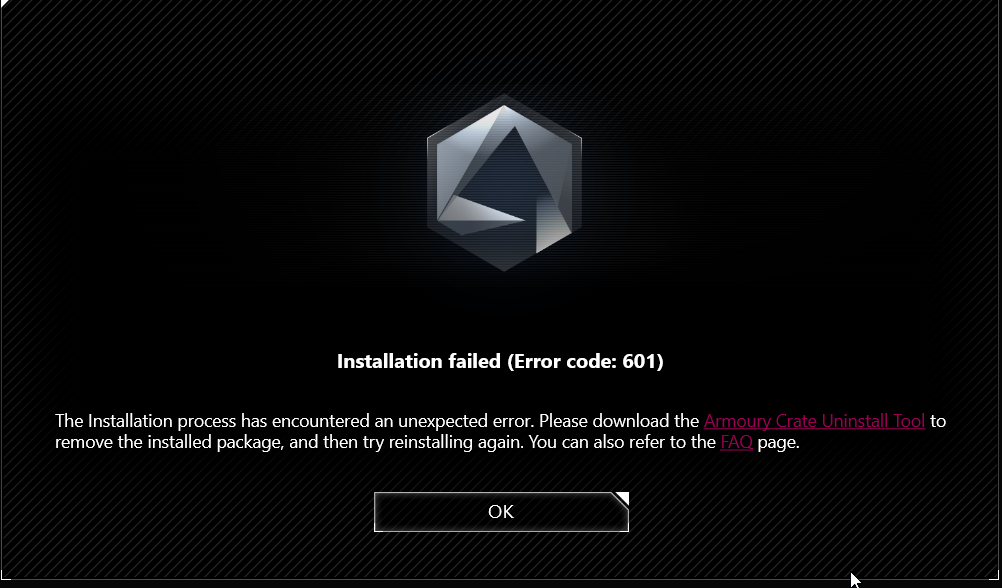 Installation failed (Error code: 601)
The Installation process has encountered an unexpected error. Please download the Armoury Crate Uninstall Tool to
remove the installed package, and then try reinstalling again. You can also refer to the FAQ page.
OK